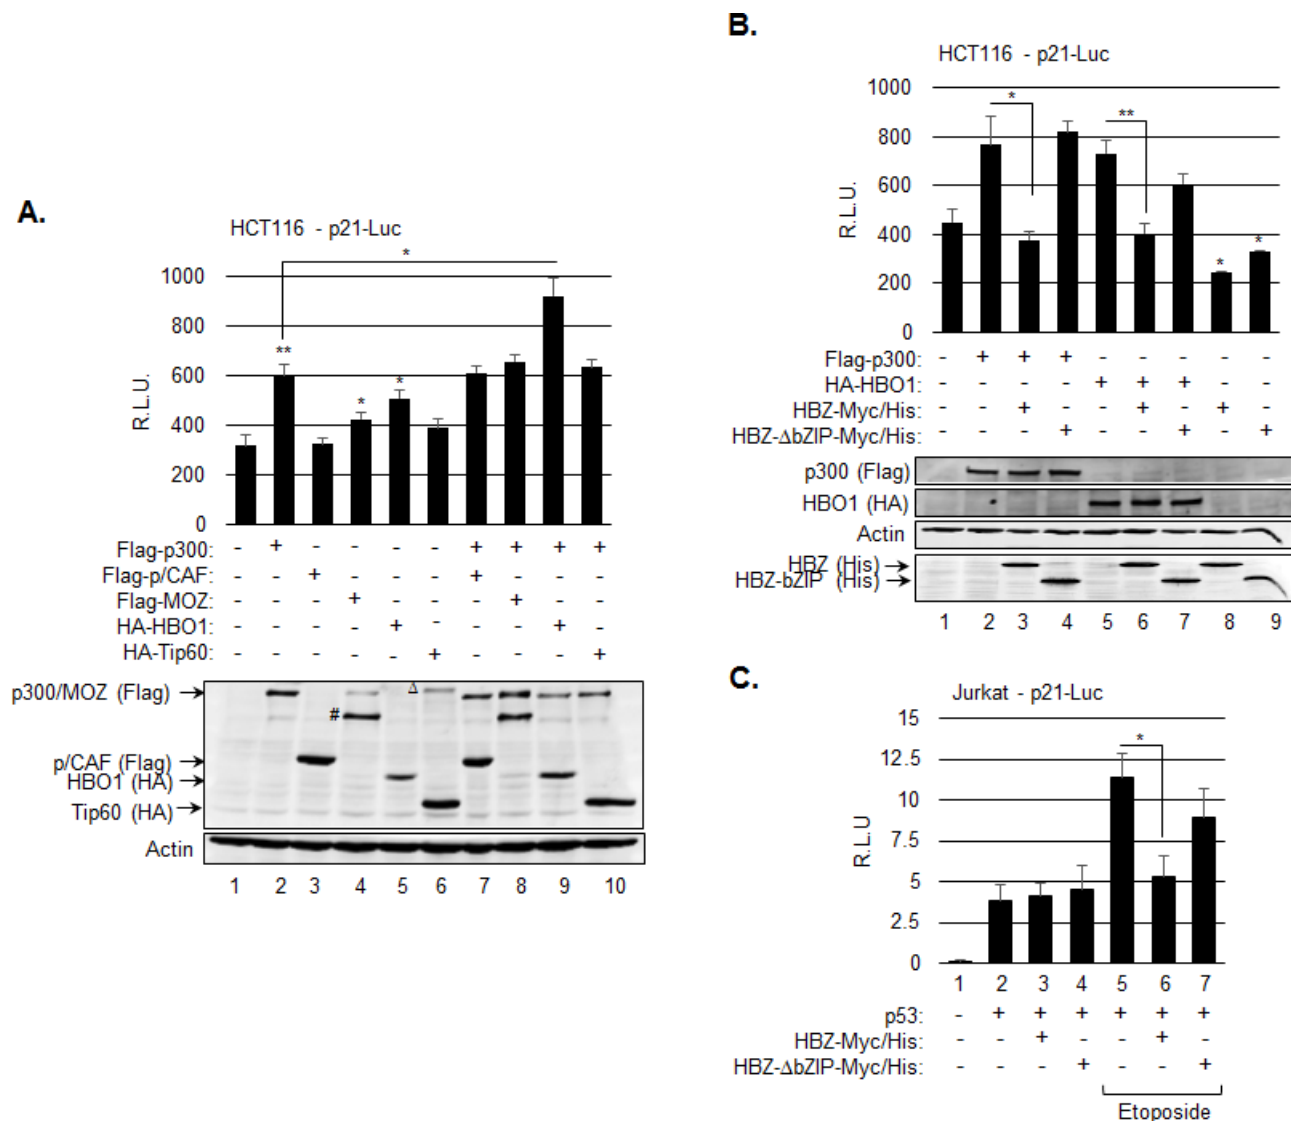 A.
HCT116 - p21-Luc
*
1000
800
600
400
200
0
R.L.U.
**
*
*
Flag-p300: - + - - - - + + + +
Flag-p/CAF: - - + - - - + - - -
Flag-MOZ: - - - + - - - + - -
HA-HBO1: - - - - + - - - + -
HA-Tip60: - - - - - + - - - +
p300/MOZ (Flag)
Δ
#
p/CAF (Flag)
HBO1 (HA)
Tip60 (HA)
Actin
1 2 3 4 5 6 7 8 9 10
B.
HCT116 - p21-Luc
1000
800
600
400
200
0
R.L.U.
*
**
*
*
Flag-p300: - + + + - - - - -
HA-HBO1: - - - - + + + - -
HBZ-Myc/His: - - + - - + - + -
HBZ-ΔbZIP-Myc/His: - - - + - - + - +
p300 (Flag)
HBO1 (HA)
Actin
HBZ (His)
HBZ-bZIP (His)
1 2 3 4 5 6 7 8 9
C.
Jurkat - p21-Luc
15
12.5
10
7.5
5
2.5
0
R.L.U
*
1 2 3 4 5 6 7
p53: - + + + + + +
HBZ-Myc/His: - - + - - + -
HBZ-ΔbZIP-Myc/His: - - - + - - +
Etoposide